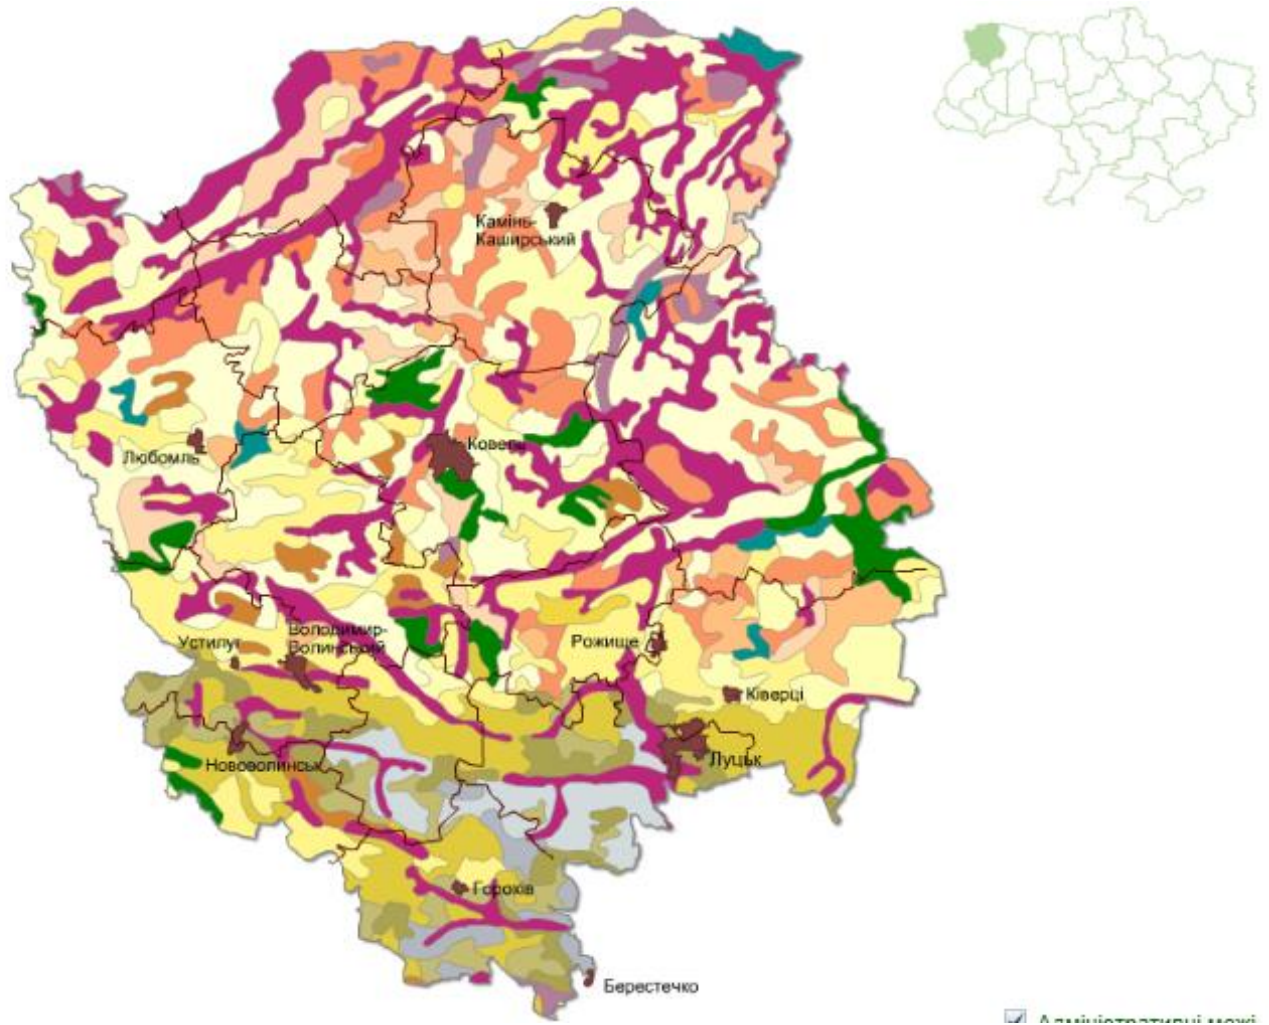 Камінь-
Каширський
Любомль
Ковель
Устилуг
Володимир-
Волинський
Рожище
Ківерці
Нововолинськ
Луцьк
Горохів
Берестечко
Адміністративні межі